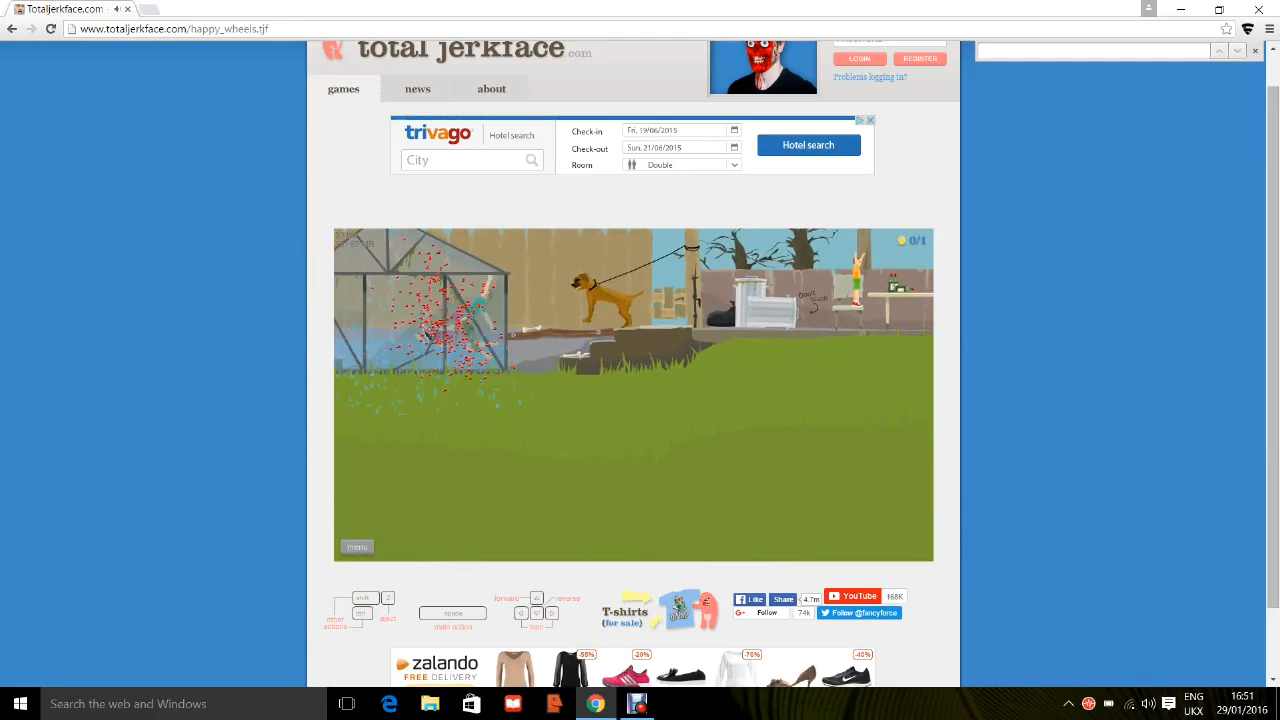 Totaljerkface.com -
www.totaljerkface.com/happy_wheels.tjf
total jerkface.com
LOGIN REGISTER
Problems logging in?
games news about
trivago Hotel search
City
Check-in Fri, 19/06/2015
Check-out Sun, 21/06/2015
Room Double
Hotel search
0/1
Don't
touch
menu
shift Z
ctrl
other
actions
eject
space
main action
forward reverse
lean
T-shirts
(for sale)
Like Share 4.7m
Follow 74k
YouTube 168K
Follow @fancyforce
zalando
FREE DELIVERY
-55% -20% -70% -40%
Search the web and Windows
ENG
UKX
16:51
29/01/2016